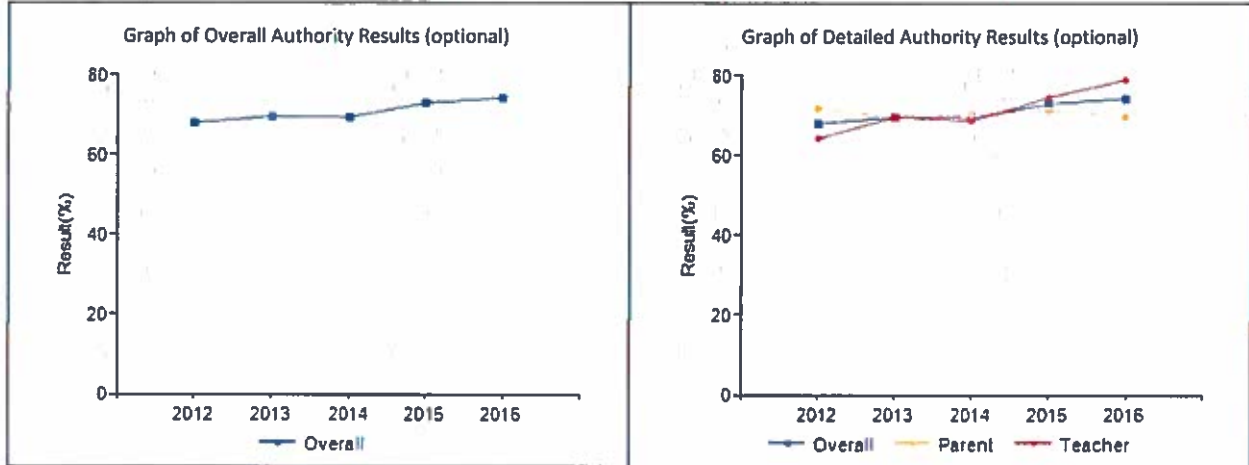 Graph of Overall Authority Results (optional)
80
60
40
20
0
Result(%)
2012 2013 2014 2015 2016
Overall
Graph of Detailed Authority Results (optional)
80
60
40
20
0
Result(%)
2012 2013 2014 2015 2016
Overall Parent Teacher